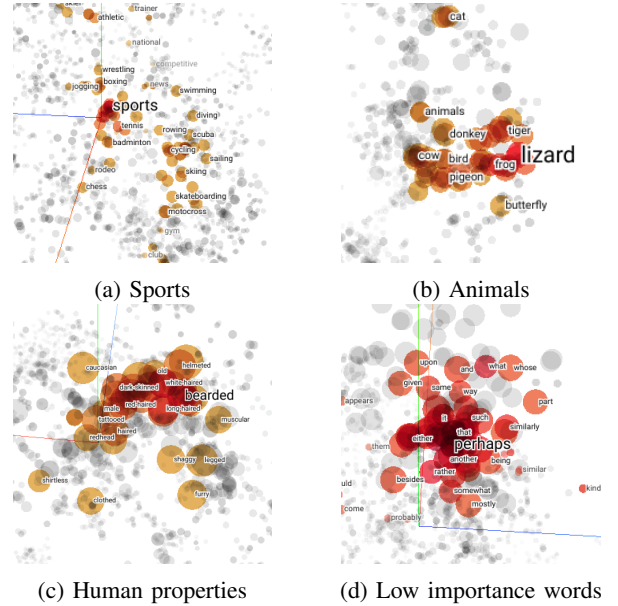 trainer
athletic
national
wrestling
competitive
boxing
jogging
news
swimming
sports
diving
tennis
rowing
scuba
badminton
cycling
sailing
rodeo
skiing
chess
skateboarding
motocross
gym
club
(a) Sports
cat
animals
donkey
tiger
cow
bird
frog
lizard
pigeon
butterfly
(b) Animals
caucasian
old
helmeted
dark-skinned
white-haired
bearded
male
red-haired
long-haired
tattooed
muscular
haired
redhead
shaggy
legged
shirtless
furry
clothed
(c) Human properties
upon
and
what
whose
given
same
way
appears
part
it
such
that
similarly
them
either
perhaps
another
being
rather
similar
besides
somewhat
kind
mostly
come
probably
(d) Low importance words